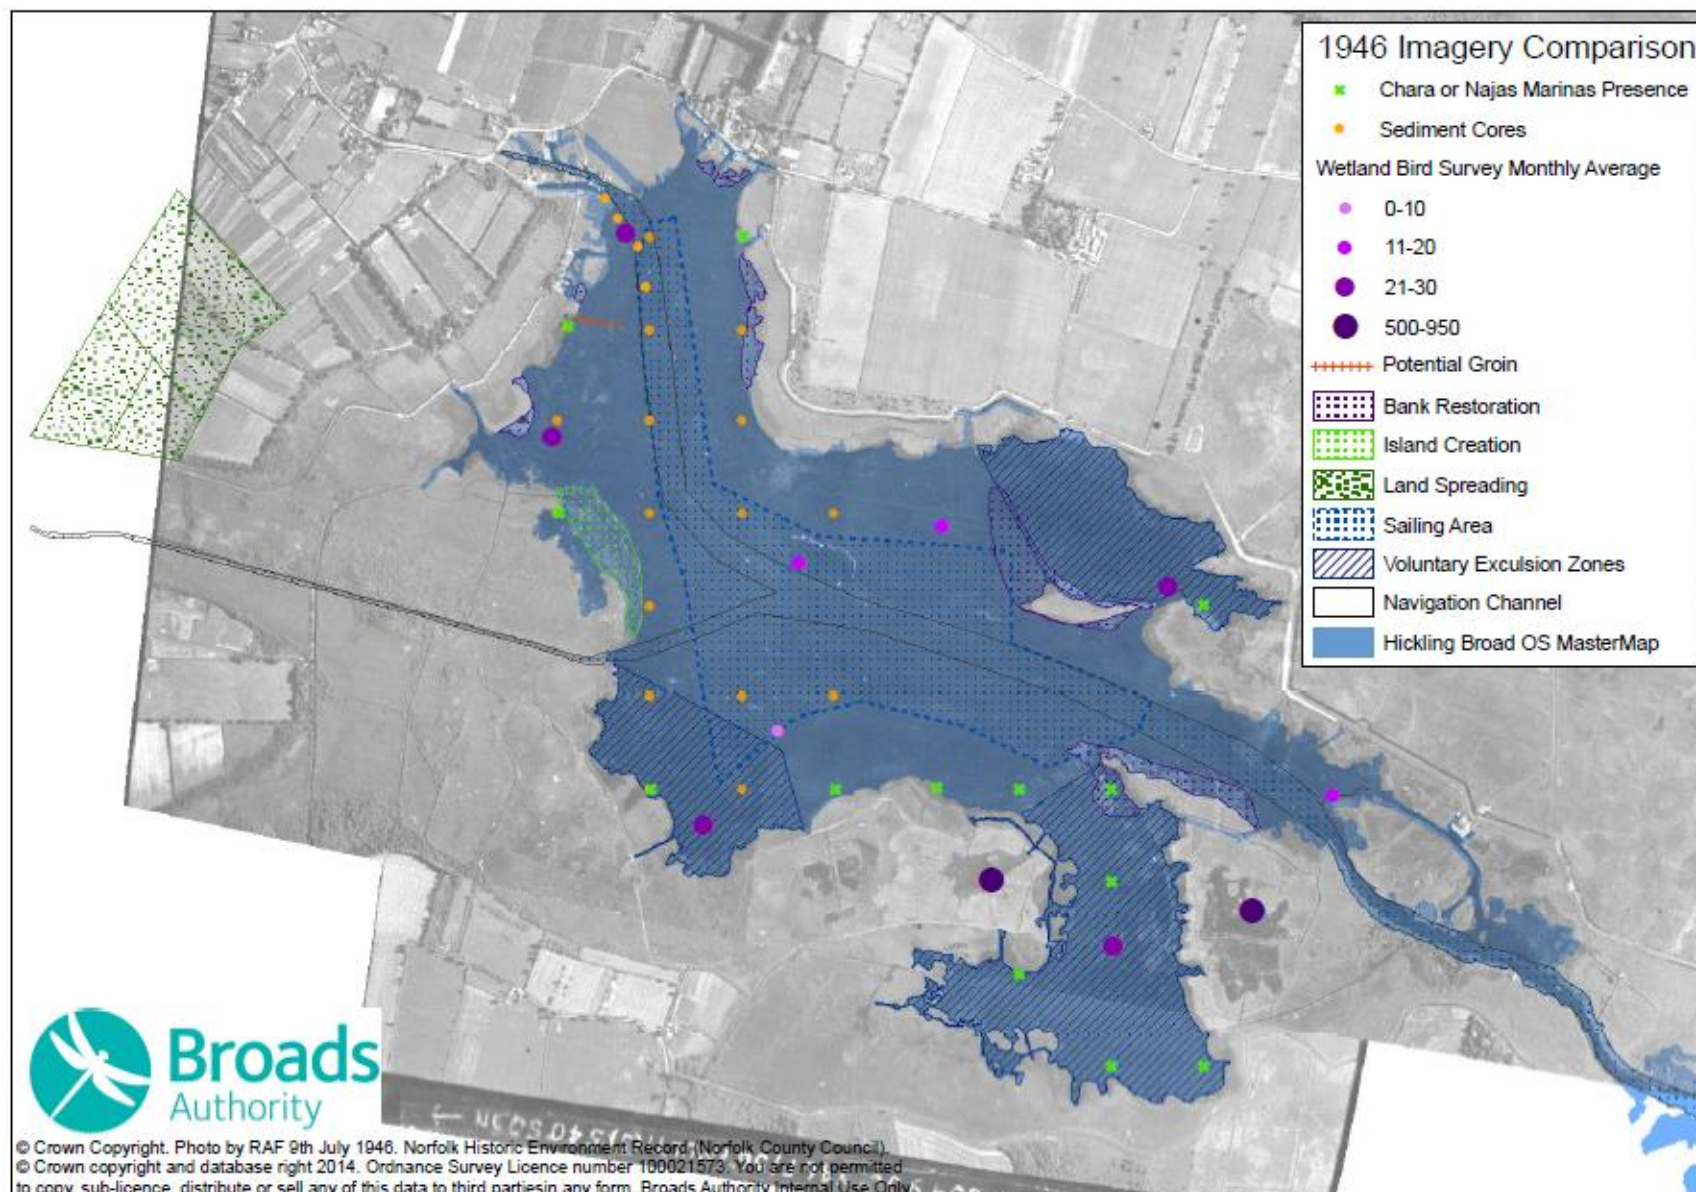 1946 Imagery Comparison
Chara or Najas Marinas Presence
Sediment Cores
Wetland Bird Survey Monthly Average
0-10
11-20
21-30
500-950
Potential Groin
Bank Restoration
Island Creation
Land Spreading
Sailing Area
Voluntary Exculsion Zones
Navigation Channel
Hickling Broad OS MasterMap
Broads
Authority
© Crown Copyright. Photo by RAF 9th July 1946. Norfolk Historic Environment Record (Norfolk County Council).
© Crown copyright and database right 2014. Ordnance Survey Licence number 100021573. You are not permitted
to copy, sub-licence, distribute or sell any of this data to third partiesin any form. Broads Authority Internal Use Only